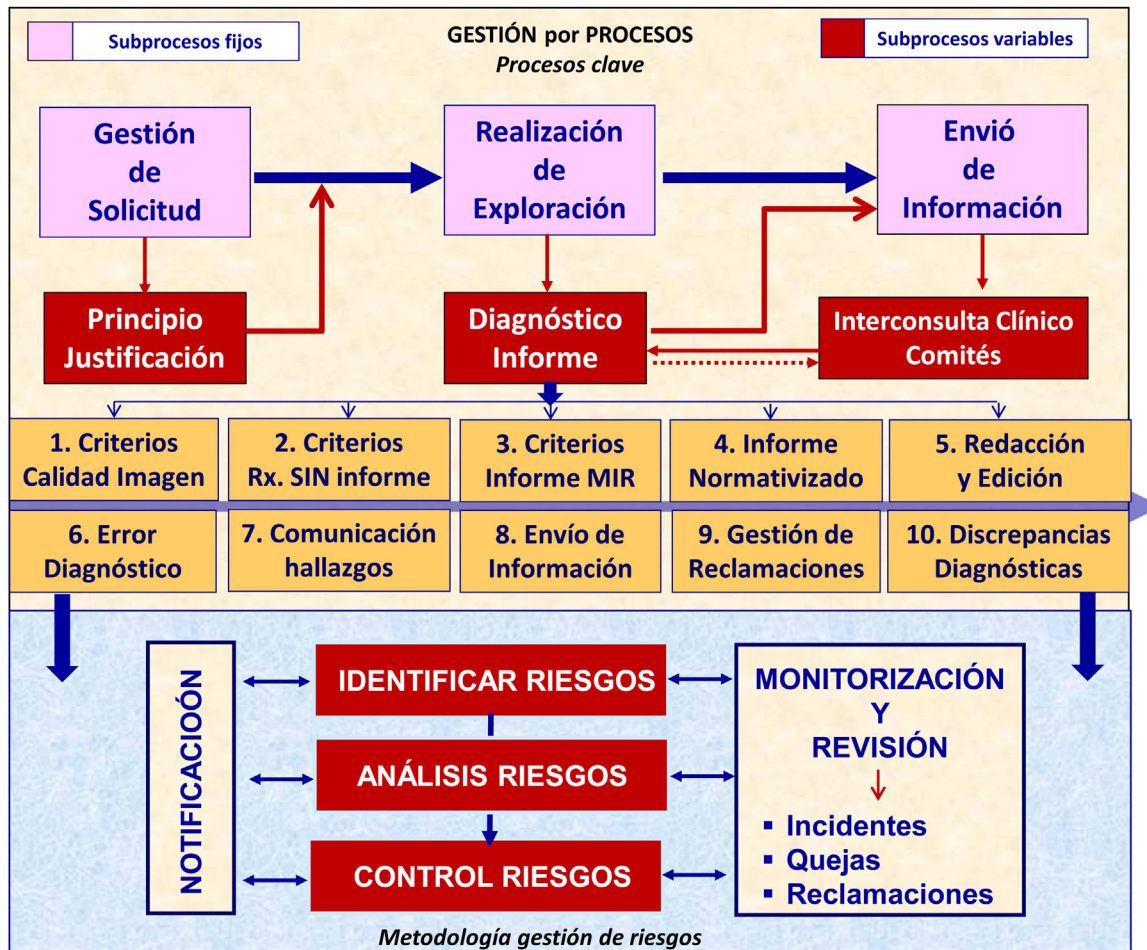 Subprocesos fijos
GESTIÓN por PROCESOS
Procesos clave
Subprocesos variables
Gestión
de
Solicitud
Realización
de
Exploración
Envió
de
Información
Principio
Justificación
Diagnóstico
Informe
Interconsulta Clínico
Comités
1. Criterios
Calidad Imagen
2. Criterios
Rx. SIN informe
3. Criterios
Informe MIR
4. Informe
Normativizado
5. Redacción
y Edición
6. Error
Diagnóstico
7. Comunicación
hallazgos
8. Envío de
Información
9. Gestión de
Reclamaciones
10. Discrepancias
Diagnósticas
NOTIFICACIOÓN
IDENTIFICAR RIESGOS
ANÁLISIS RIESGOS
CONTROL RIESGOS
MONITORIZACIÓN
Y
REVISIÓN
▪ Incidentes
▪ Quejas
▪ Reclamaciones
Metodología gestión de riesgos